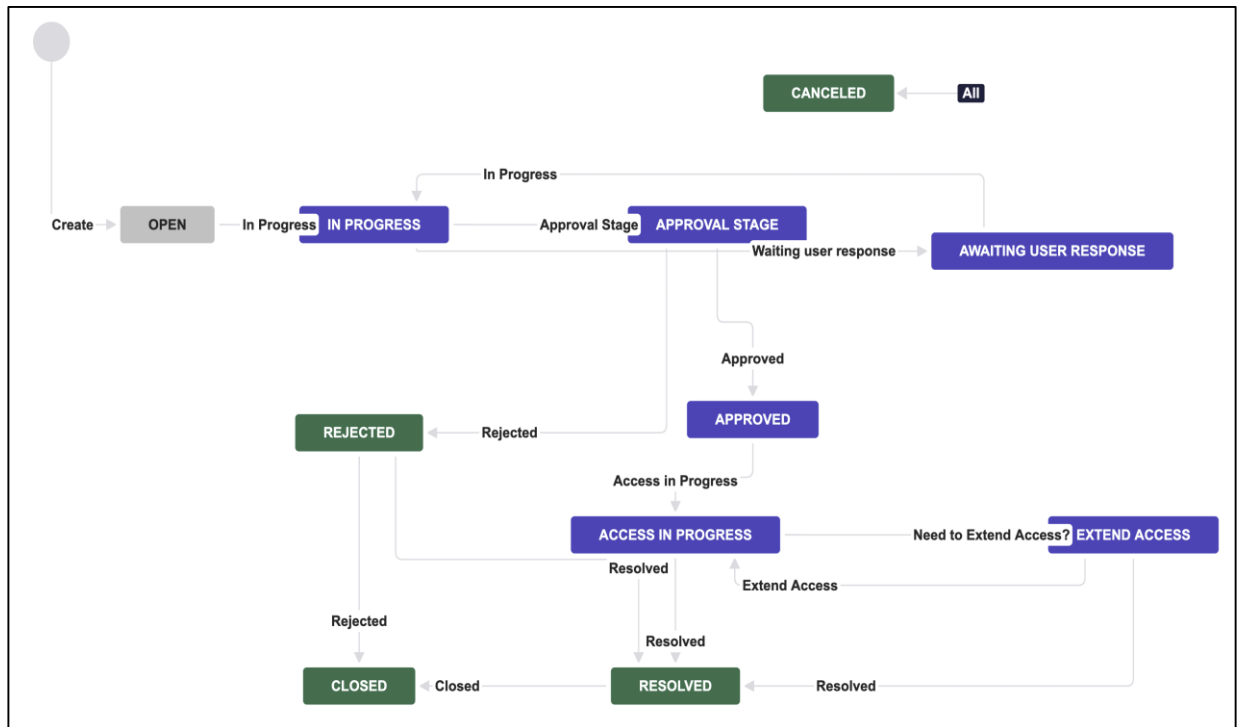 CANCELED
All
In Progress
Create
OPEN
In Progress
IN PROGRESS
Approval Stage
APPROVAL STAGE
Waiting user response
AWAITING USER RESPONSE
Approved
APPROVED
REJECTED
Rejected
Access in Progress
ACCESS IN PROGRESS
Need to Extend Access?
EXTEND ACCESS
Resolved
Extend Access
Rejected
Resolved
CLOSED
Closed
RESOLVED
Resolved